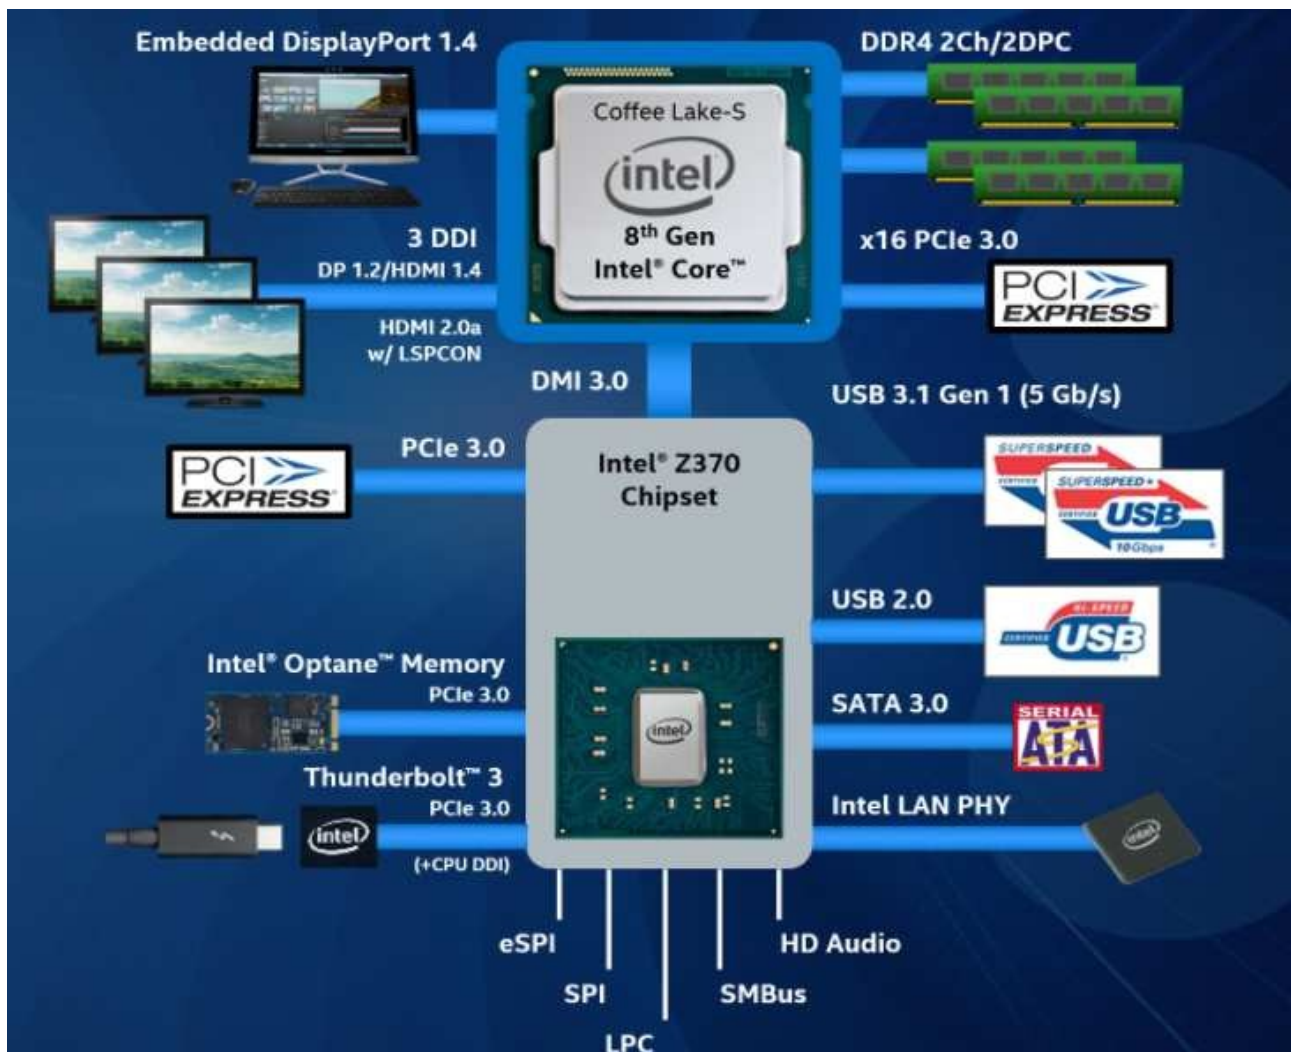 Embedded DisplayPort 1.4
DDR4 2Ch/2DPC
Coffee Lake-S
intel
8th Gen
Intel® Core™
3 DDI
DP 1.2/HDMI 1.4
HDMI 2.0a
w/ LSPCON
x16 PCIe 3.0
PCI
EXPRESS®
DMI 3.0
USB 3.1 Gen 1 (5 Gb/s)
PCIe 3.0
PCI
EXPRESS®
Intel® Z370
Chipset
SUPERSPEED
CERTIFIED
SUPERSPEED+
CERTIFIED
USB
10Gbps
USB 2.0
HI-SPEED
CERTIFIED
USB
Intel® Optane™ Memory
PCIe 3.0
SATA 3.0
SERIAL
ATA
intel
Thunderbolt™ 3
PCIe 3.0
intel
(+CPU DDI)
Intel LAN PHY
intel
eSPI
SPI
LPC
SMBus
HD Audio